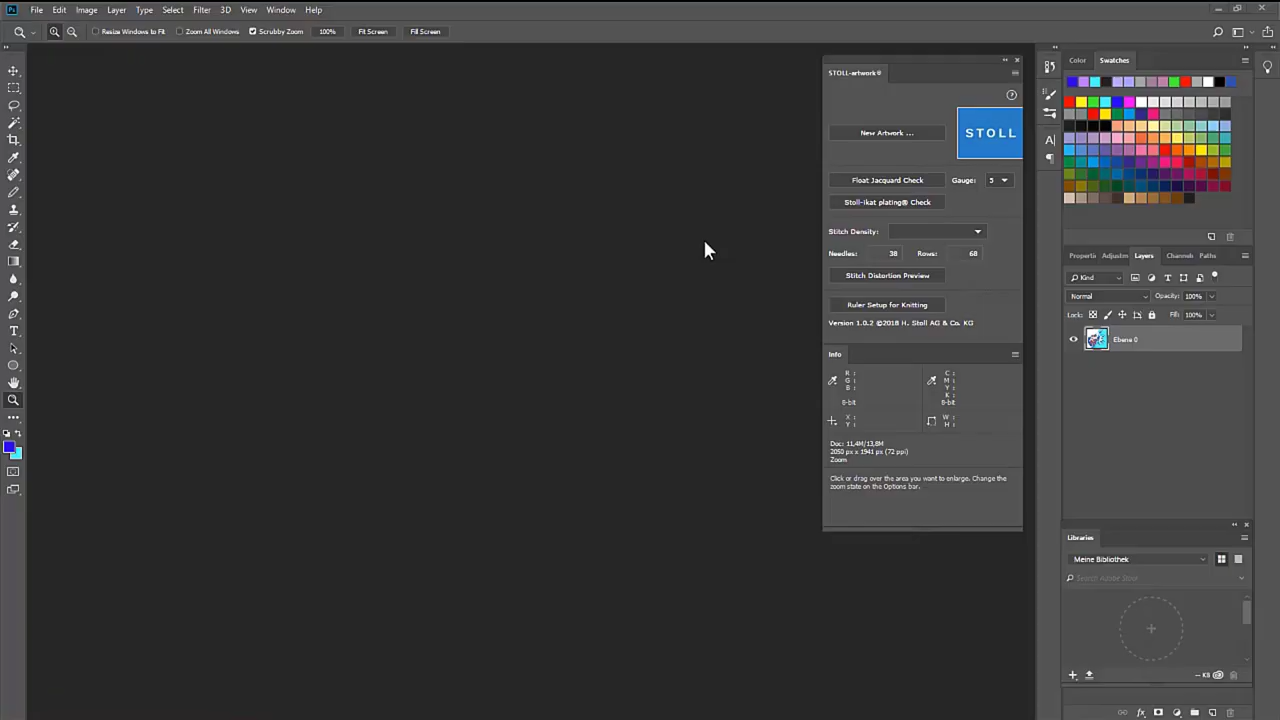 Ps File Edit Image Layer Type Select Filter 3D View Window Help
Resize Windows to Fit Zoom All Windows Scrubby Zoom 100% Fit Screen Fill Screen
STOLL-artwork®
New Artwork ...
STOLL
Float Jacquard Check Gauge: 5
Stoll-ikat plating® Check
Stitch Density:
Needles: 38 Rows: 68
Stitch Distortion Preview
Ruler Setup for Knitting
Version 1.0.2 ©2018 H. Stoll AG & Co. KG
Info
R : C :
G : M :
B : Y :
K :
8-bit 8-bit
X : W :
Y : H :
Doc: 11,4M/13,8M
2050 px x 1941 px (72 ppi)
Zoom
Click or drag over the area you want to enlarge. Change the
zoom state on the Options bar.
Color Swatches
Properti Adjustm Layers Channels Paths
Kind
Normal Opacity: 100%
Lock: Fill: 100%
Ebene 0
Libraries
Meine Bibliothek
Search Adobe Stock
-- KB
fx